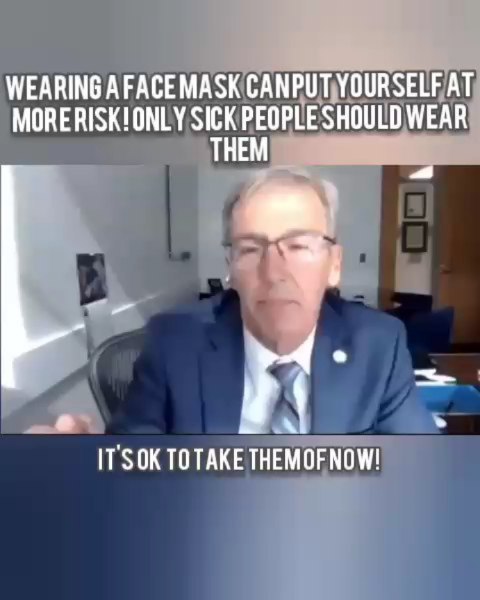 WEARING A FACE MASK CAN PUT YOURSELF AT
MORE RISK! ONLY SICK PEOPLE SHOULD WEAR
THEM
IT'S OK TO TAKE THEM OF NOW!